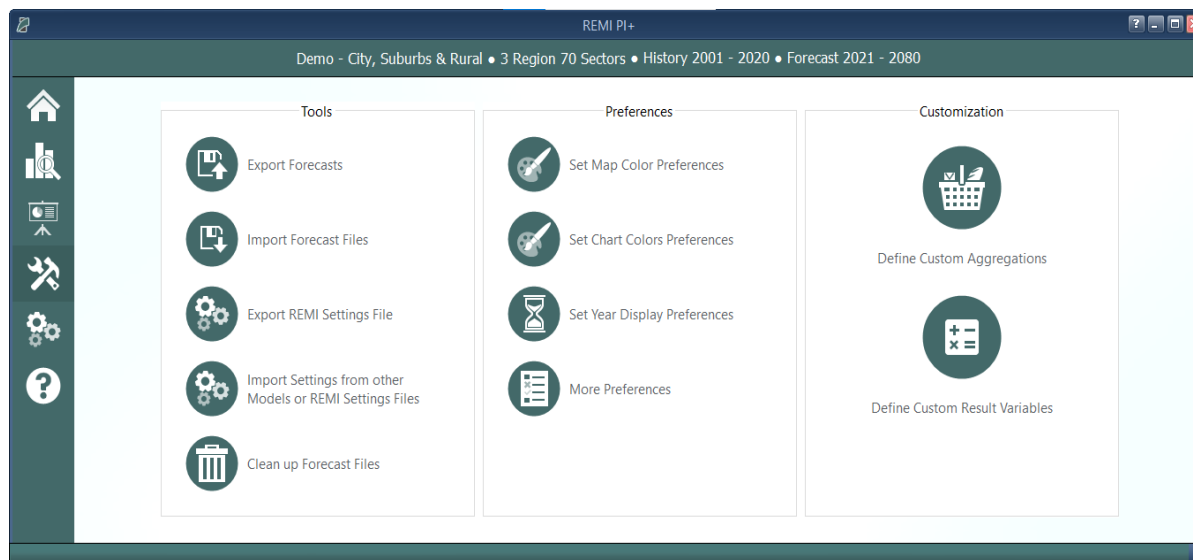 REMI PI+
Demo - City, Suburbs & Rural ● 3 Region 70 Sectors ● History 2001 - 2020 ● Forecast 2021 - 2080
Tools
Export Forecasts
Import Forecast Files
Export REMI Settings File
Import Settings from other
Models or REMI Settings Files
Clean up Forecast Files
Preferences
Set Map Color Preferences
Set Chart Colors Preferences
Set Year Display Preferences
More Preferences
Customization
Define Custom Aggregations
Define Custom Result Variables